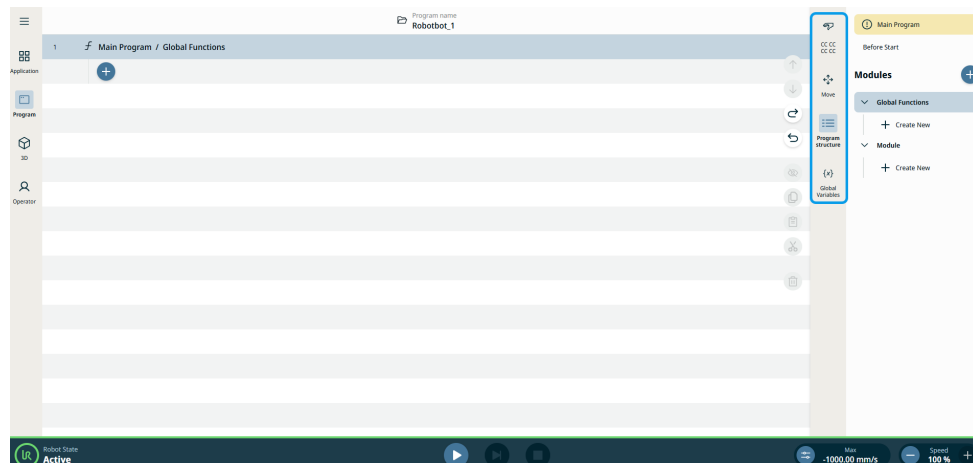 Program name
Robotbot_1
1 f Main Program / Global Functions
Application
Program
3D
Operator
CC CC
CC CC
Move
Program
structure
{x}
Global
Variables
Main Program
Before Start
Modules
Global Functions
Create New
Module
Create New
UR
Robot State
Active
Max
-1000.00 mm/s
Speed
100 %